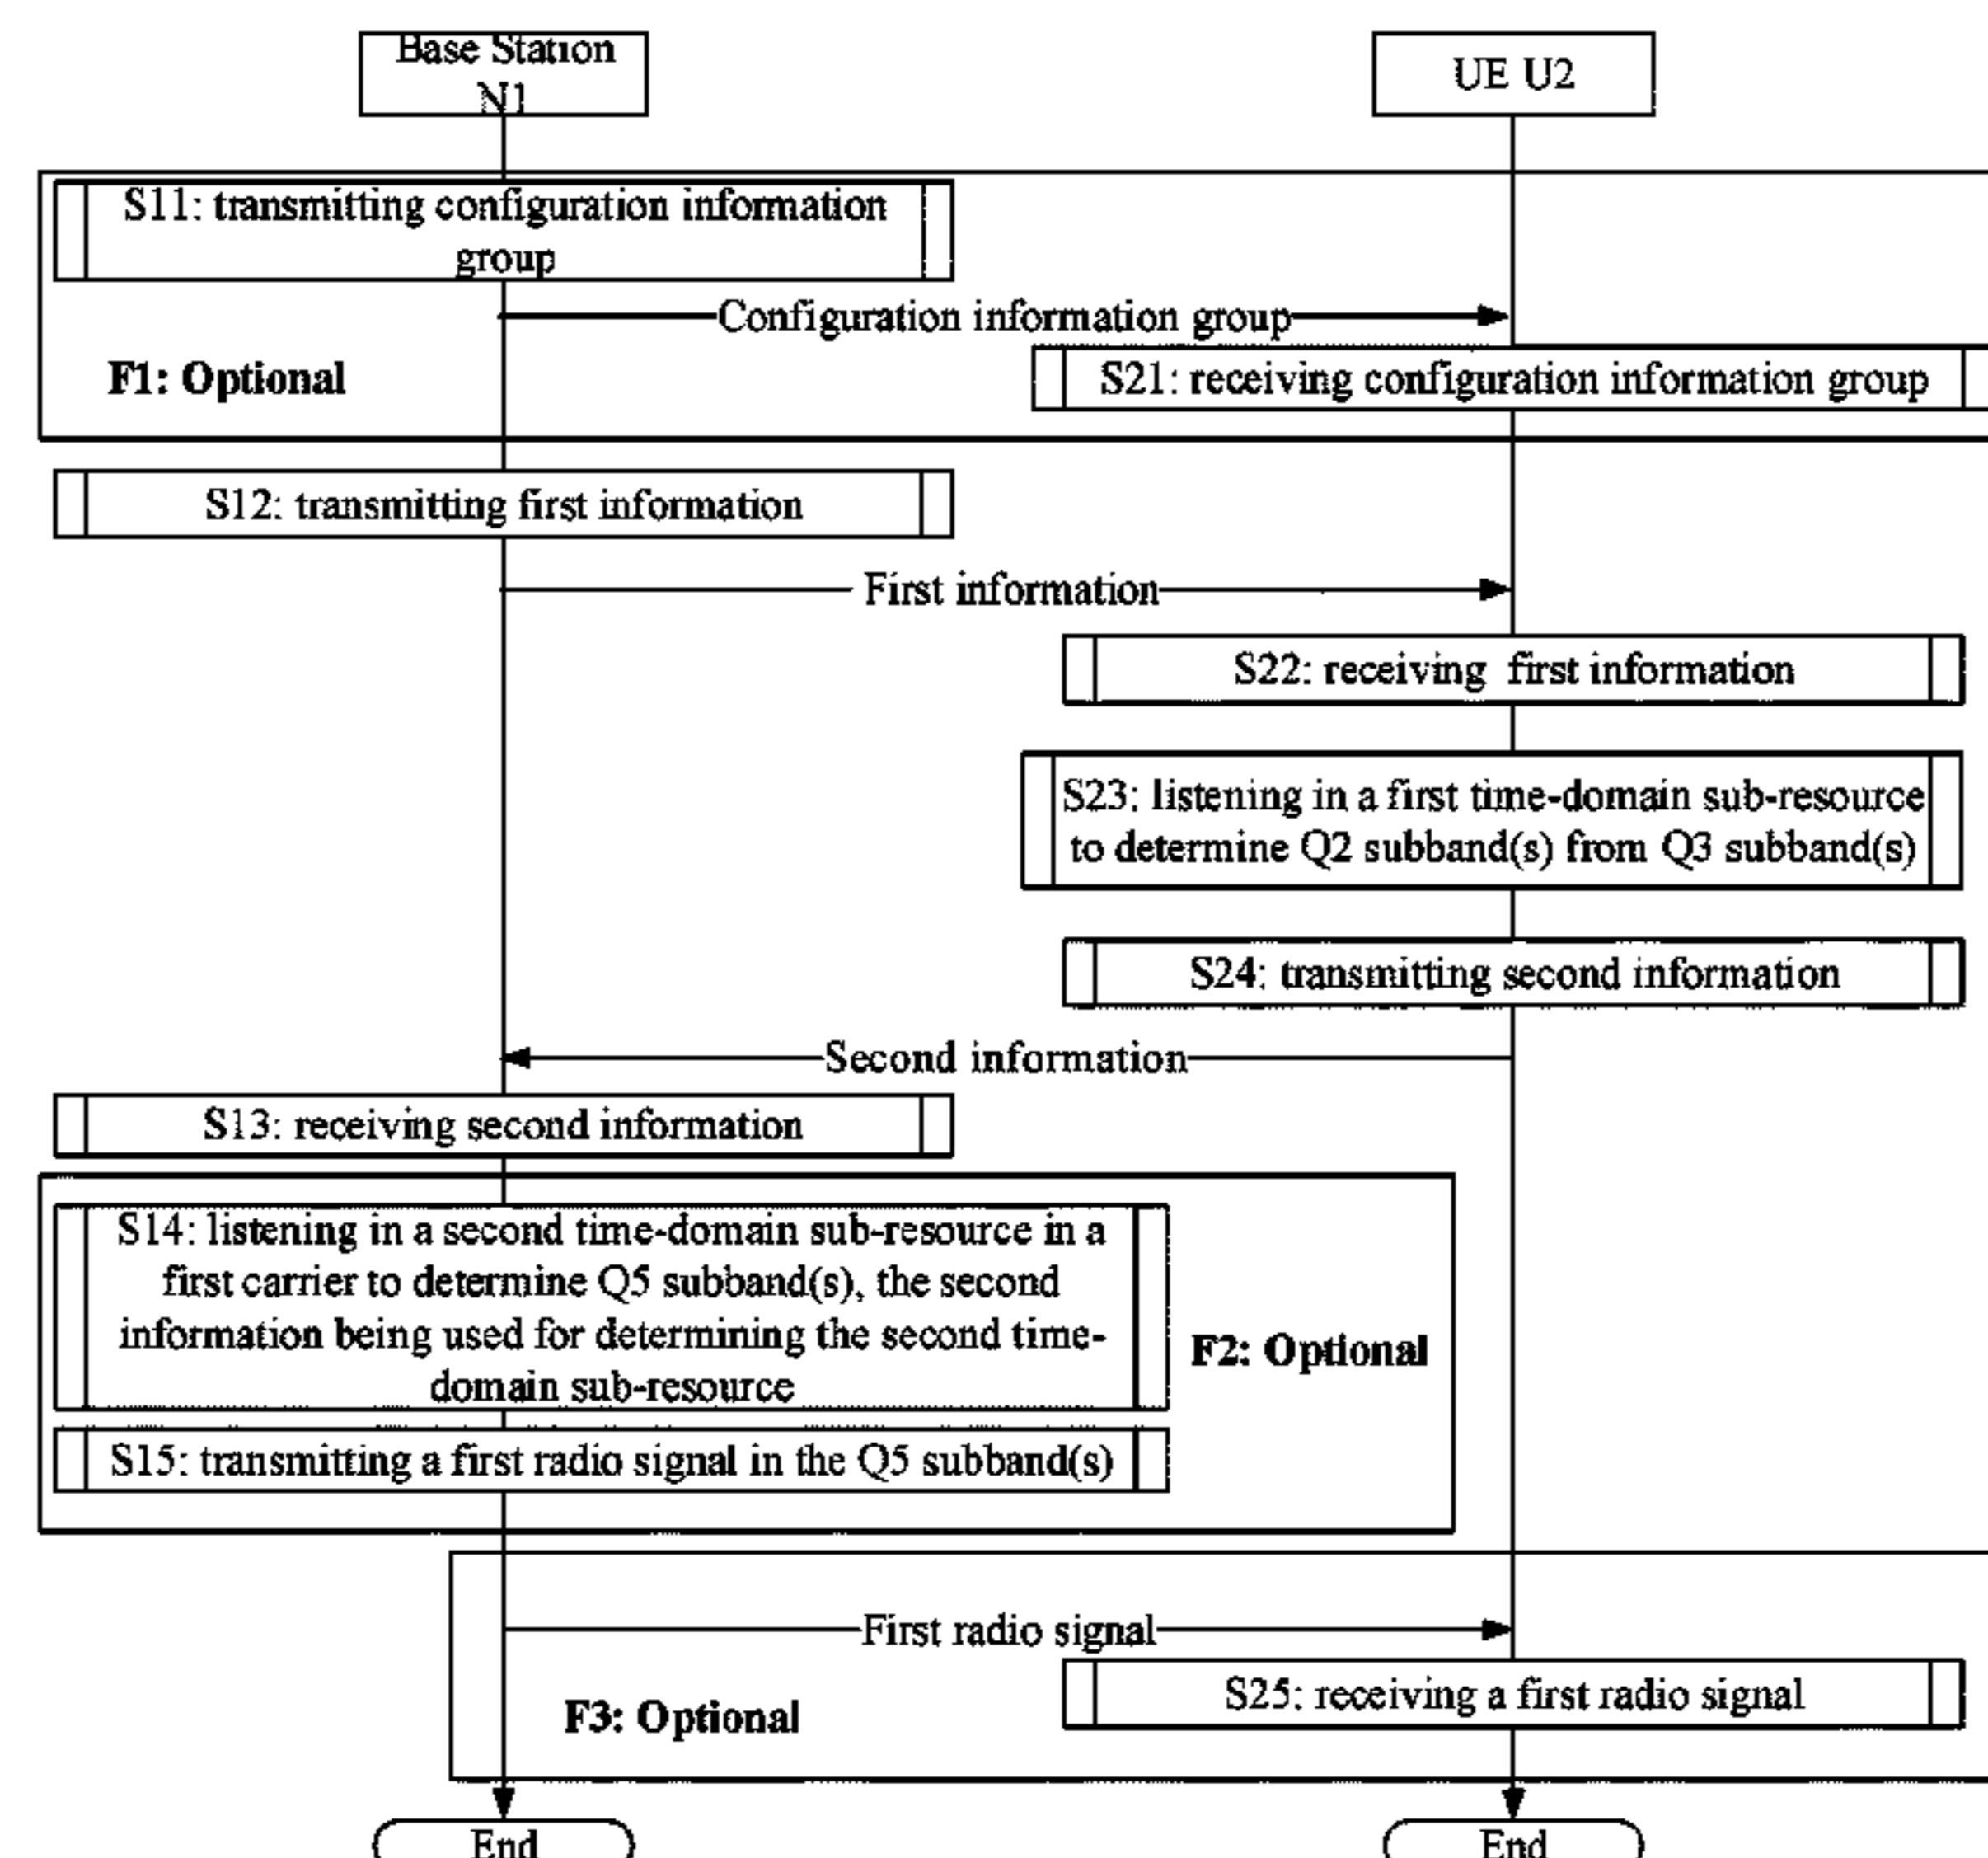 Base Station
N1
UE U2
S11: transmitting configuration information
group
Configuration information group
F1: Optional
S21: receiving configuration information group
S12: transmitting first information
First information
S22: receiving first information
S23: listening in a first time-domain sub-resource
to determine Q2 subband(s) from Q3 subband(s)
S24: transmitting second information
Second information
S13: receiving second information
S14: listening in a second time-domain sub-resource in a
first carrier to determine Q5 subband(s), the second
information being used for determining the second time-
domain sub-resource
F2: Optional
S15: transmitting a first radio signal in the Q5 subband(s)
First radio signal
S25: receiving a first radio signal
F3: Optional
End
End